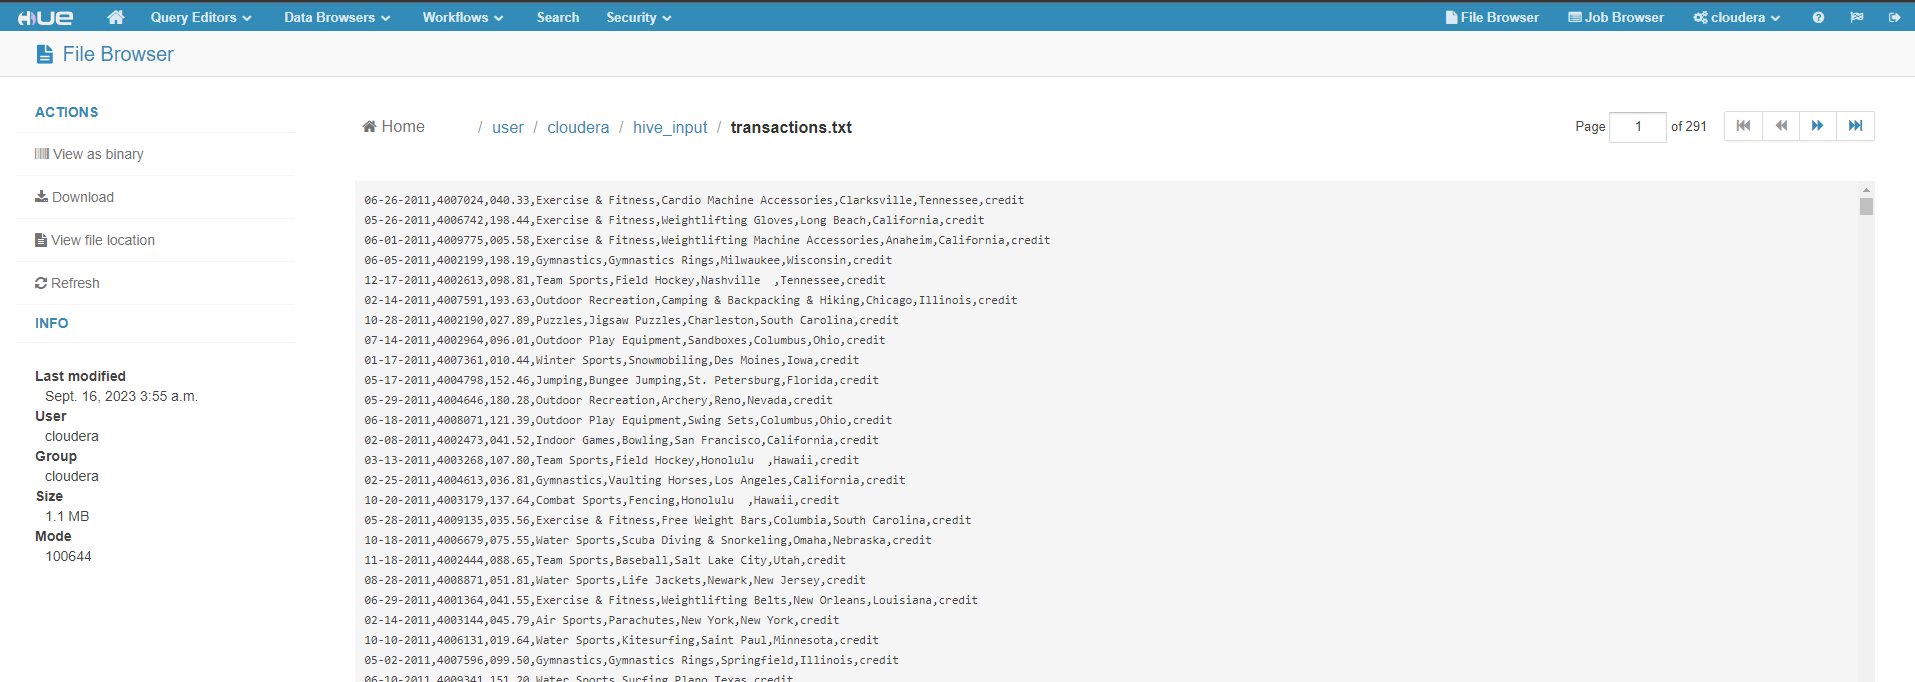 HUE Query Editors Data Browsers Workflows Search Security File Browser Job Browser cloudera
File Browser
ACTIONS
View as binary
Download
View file location
Refresh
INFO
Last modified
Sept. 16, 2023 3:55 a.m.
User
cloudera
Group
cloudera
Size
1.1 MB
Mode
100644
Home / user / cloudera / hive_input / transactions.txt
Page 1 of 291
06-26-2011,4007024,040.33,Exercise & Fitness,Cardio Machine Accessories,Clarksville,Tennessee,credit
05-26-2011,4006742,198.44,Exercise & Fitness,Weightlifting Gloves,Long Beach,California,credit
06-01-2011,4009775,005.58,Exercise & Fitness,Weightlifting Machine Accessories,Anaheim,California,credit
06-05-2011,4002199,198.19,Gymnastics,Gymnastics Rings,Milwaukee,Wisconsin,credit
12-17-2011,4002613,098.81,Team Sports,Field Hockey,Nashville  ,Tennessee,credit
02-14-2011,4007591,193.63,Outdoor Recreation,Camping & Backpacking & Hiking,Chicago,Illinois,credit
10-28-2011,4002190,027.89,Puzzles,Jigsaw Puzzles,Charleston,South Carolina,credit
07-14-2011,4002964,096.01,Outdoor Play Equipment,Sandboxes,Columbus,Ohio,credit
01-17-2011,4007361,010.44,Winter Sports,Snowmobiling,Des Moines,Iowa,credit
05-17-2011,4004798,152.46,Jumping,Bungee Jumping,St. Petersburg,Florida,credit
05-29-2011,4004646,180.28,Outdoor Recreation,Archery,Reno,Nevada,credit
06-18-2011,4008071,121.39,Outdoor Play Equipment,Swing Sets,Columbus,Ohio,credit
02-08-2011,4002473,041.52,Indoor Games,Bowling,San Francisco,California,credit
03-13-2011,4003268,107.80,Team Sports,Field Hockey,Honolulu  ,Hawaii,credit
02-25-2011,4004613,036.81,Gymnastics,Vaulting Horses,Los Angeles,California,credit
10-20-2011,4003179,137.64,Combat Sports,Fencing,Honolulu  ,Hawaii,credit
05-28-2011,4009135,035.56,Exercise & Fitness,Free Weight Bars,Columbia,South Carolina,credit
10-18-2011,4006679,075.55,Water Sports,Scuba Diving & Snorkeling,Omaha,Nebraska,credit
11-18-2011,4002444,088.65,Team Sports,Baseball,Salt Lake City,Utah,credit
08-28-2011,4008871,051.81,Water Sports,Life Jackets,Newark,New Jersey,credit
06-29-2011,4001364,041.55,Exercise & Fitness,Weightlifting Belts,New Orleans,Louisiana,credit
02-14-2011,4003144,045.79,Air Sports,Parachutes,New York,New York,credit
10-10-2011,4006131,019.64,Water Sports,Kitesurfing,Saint Paul,Minnesota,credit
05-02-2011,4007596,099.50,Gymnastics,Gymnastics Rings,Springfield,Illinois,credit
06-10-2011,4009341,151.20,Water Sports,Surfing,Plano,Texas,credit